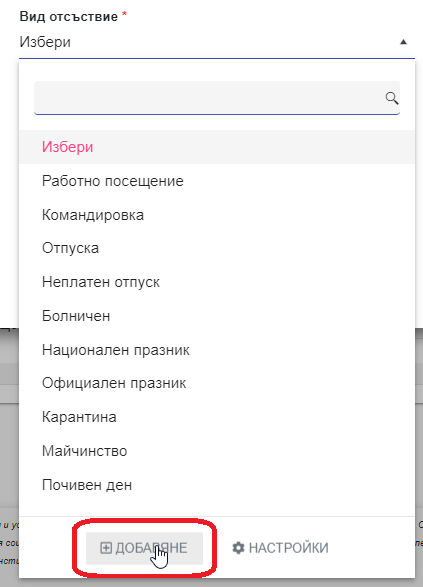 Вид отсъствие *
Избери
Избери
Работно посещение
Командировка
Отпуска
Неплатен отпуск
Болничен
Национален празник
Официален празник
Карантина
Майчинство
Почивен ден
ДОБАВЯНЕ
НАСТРОЙКИ